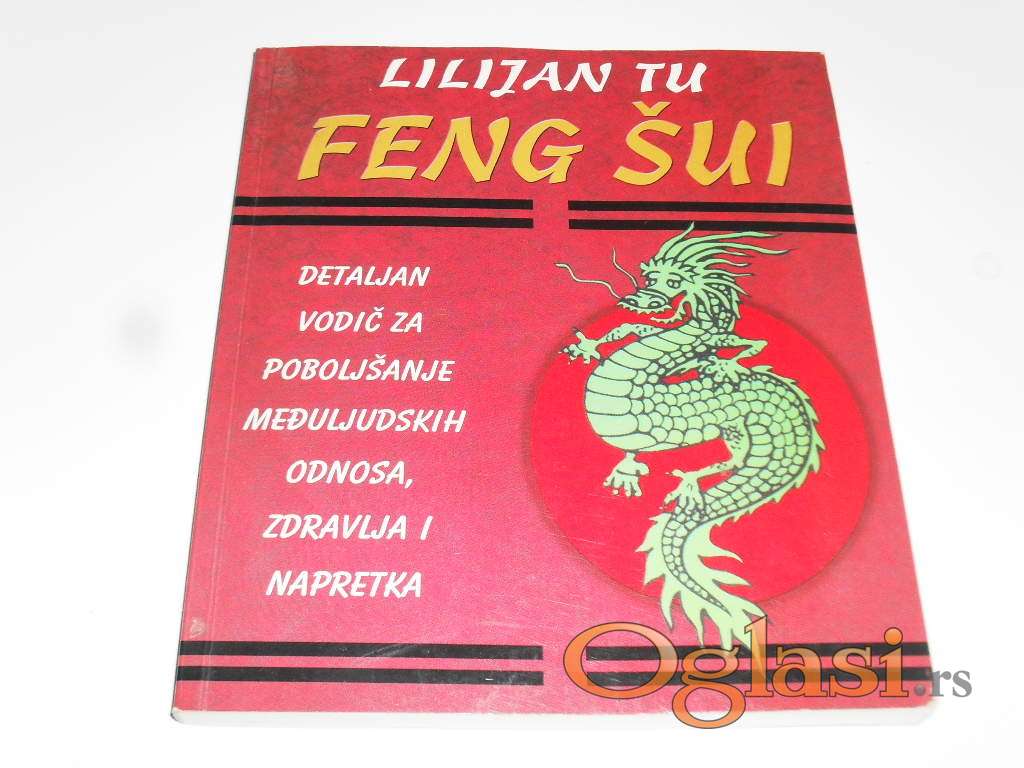 LILIJAN TU
FENG ŠUI
DETALJAN
VODIČ ZA
POBOLJŠANJE
MEĐULJUDSKIH
ODNOSA,
ZDRAVLJA I
NAPRETKA
Oglasi.rs